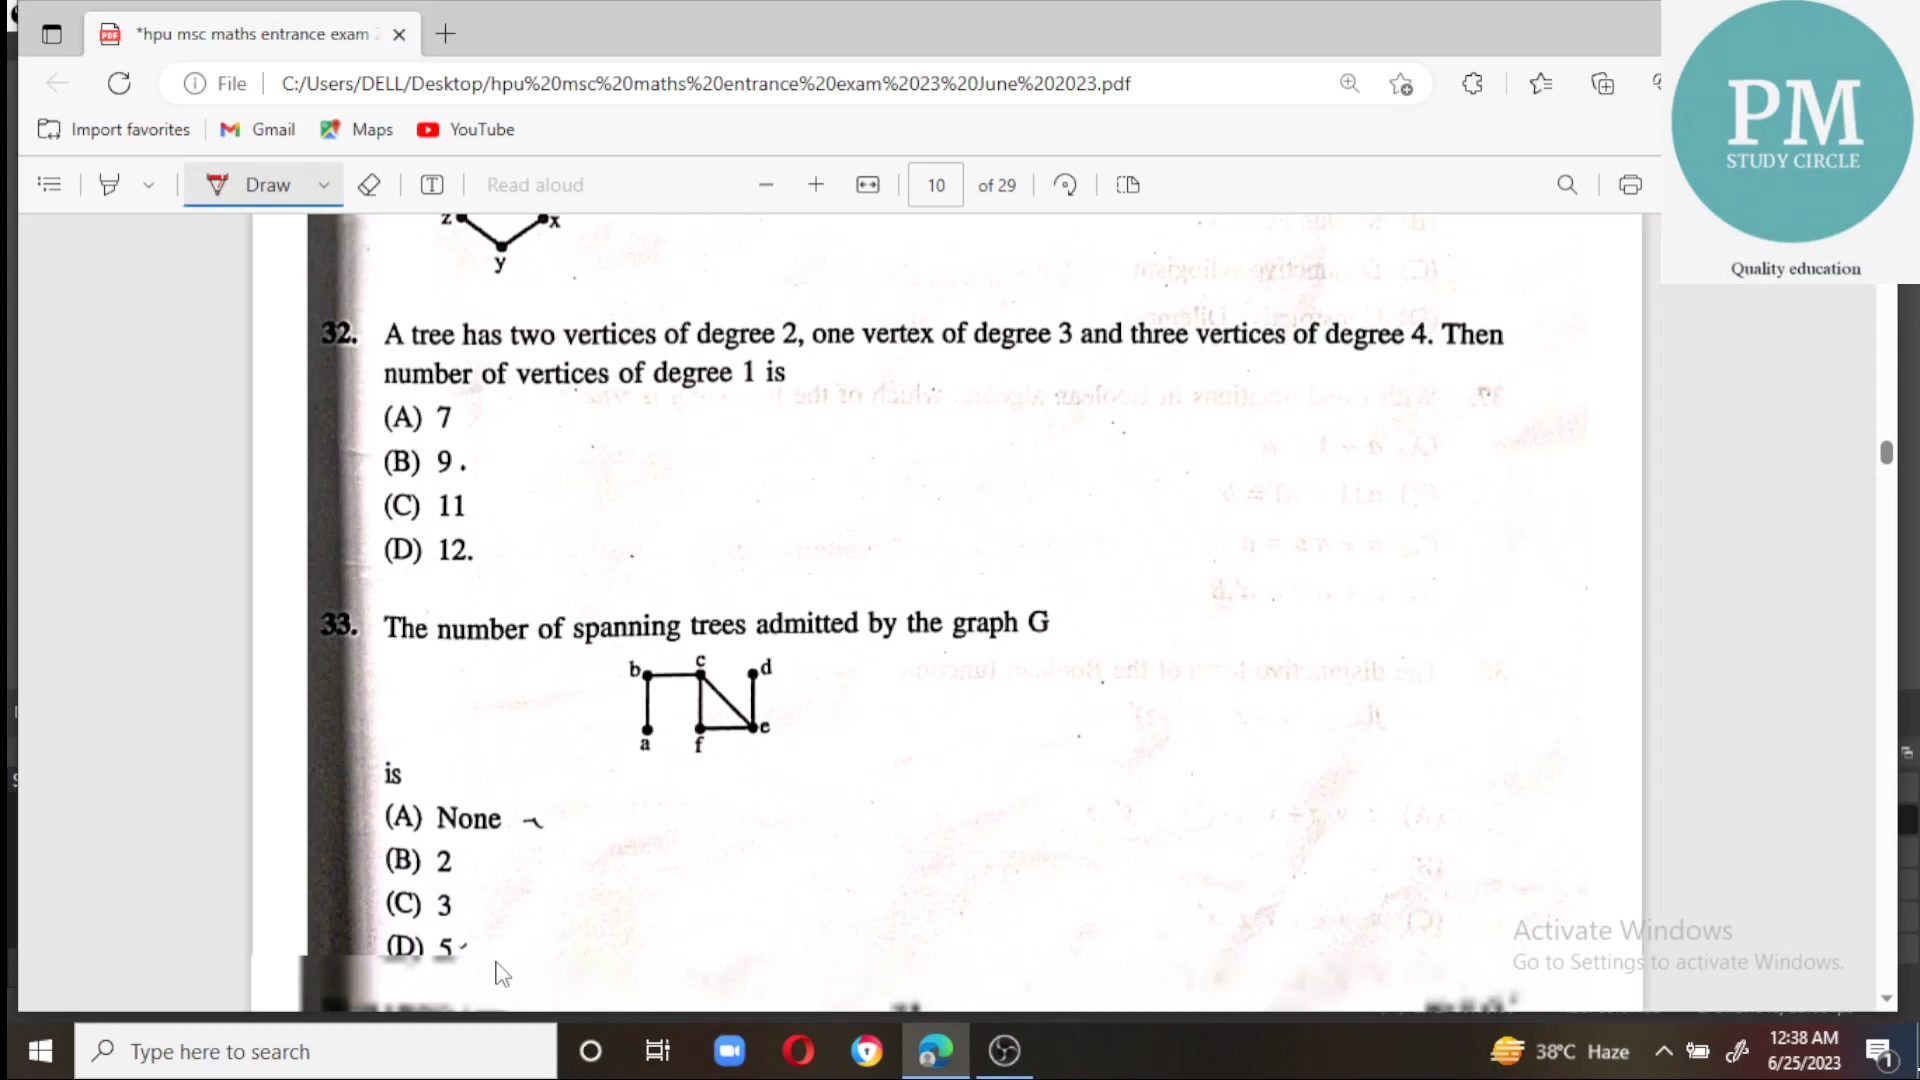 *hpu msc maths entrance exam 2
File
C:/Users/DELL/Desktop/hpu%20msc%20maths%20entrance%20exam%2023%20June%202023.pdf
Import favorites
Gmail
Maps
YouTube
Draw
Read aloud
10
of 29
PM
STUDY CIRCLE
Quality education
z
x
y
32. A tree has two vertices of degree 2, one vertex of degree 3 and three vertices of degree 4. Then
number of vertices of degree 1 is
(A) 7
(B) 9.
(C) 11
(D) 12.
33. The number of spanning trees admitted by the graph G
b c d
a f e
is
(A) None
(B) 2
(C) 3
(D) 5
Activate Windows
Go to Settings to activate Windows.
Type here to search
38°C Haze
12:38 AM
6/25/2023
1